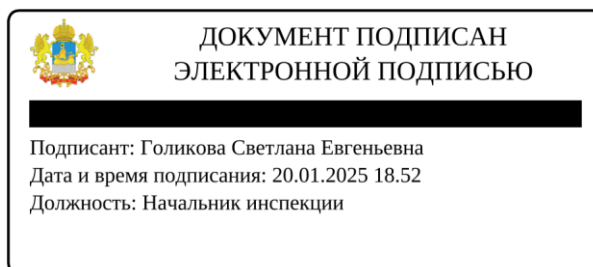 ДОКУМЕНТ ПОДПИСАН
ЭЛЕКТРОННОЙ ПОДПИСЬЮ
Подписант: Голикова Светлана Евгеньевна
Дата и время подписания: 20.01.2025 18.52
Должность: Начальник инспекции